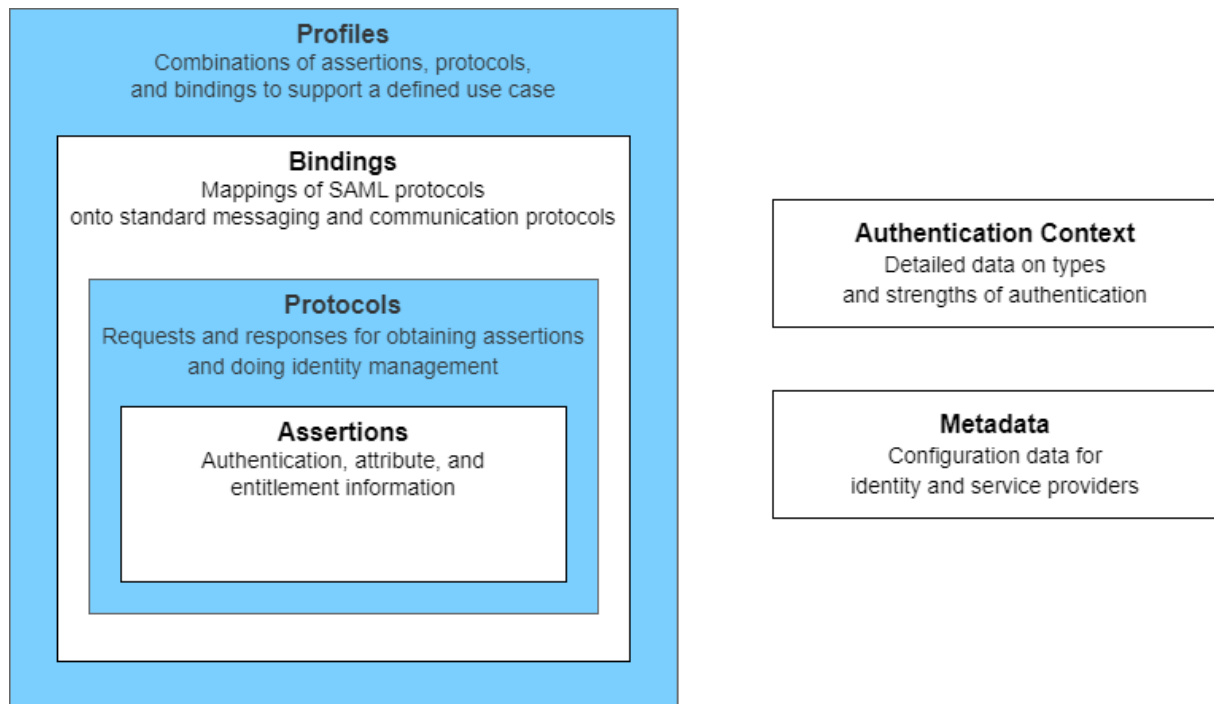 Profiles
Combinations of assertions, protocols,
and bindings to support a defined use case
Bindings
Mappings of SAML protocols
onto standard messaging and communication protocols
Protocols
Requests and responses for obtaining assertions
and doing identity management
Assertions
Authentication, attribute, and
entitlement information
Authentication Context
Detailed data on types
and strengths of authentication
Metadata
Configuration data for
identity and service providers